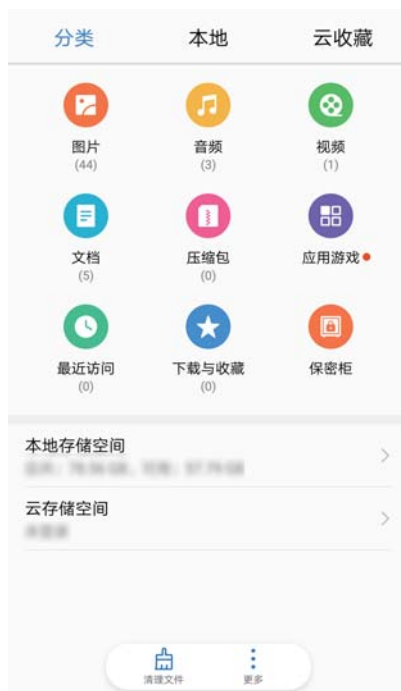 分类 本地 云收藏
图片 音频 视频
(44) (3) (1)
文档 压缩包 应用游戏
(5) (0)
最近访问 下载与收藏 保密柜
(0) (0)
本地存储空间
云存储空间
清理文件 更多